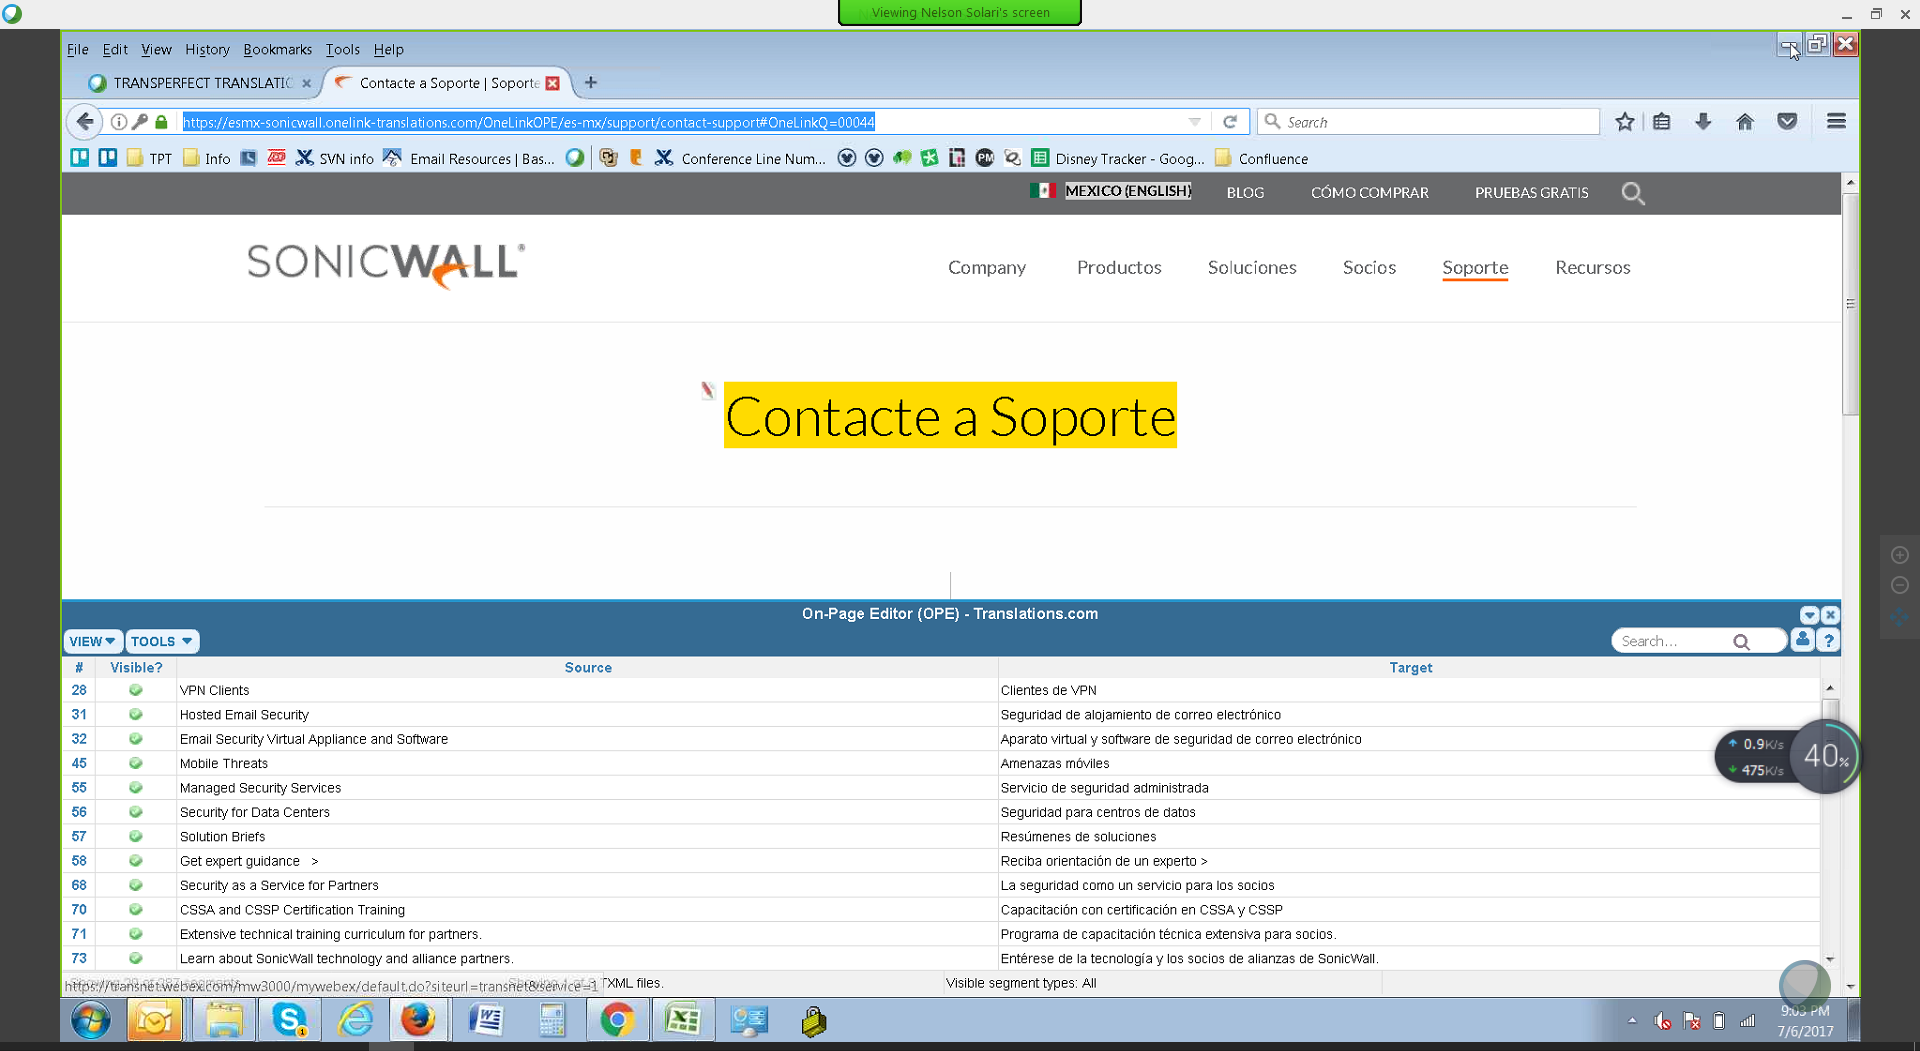 Viewing Nelson Solari's screen
File Edit View History Bookmarks Tools Help
TRANSPERFECT TRANSLATIO Contacte a Soporte | Soporte
https://esmx-sonicwall.onelink-translations.com/OneLinkOPE/es-mx/support/contact-support#OneLinkQ=00044 Search
TPT Info SVN info Email Resources | Bas... Conference Line Num... PM Disney Tracker - Goog... Confluence
MEXICO (ENGLISH) BLOG CÓMO COMPRAR PRUEBAS GRATIS
SONICWALL® Company Productos Soluciones Socios Soporte Recursos
Contacte a Soporte
On-Page Editor (OPE) - Translations.com
VIEW TOOLS Search... ?
# Visible? Source Target
28 VPN Clients Clientes de VPN
31 Hosted Email Security Seguridad de alojamiento de correo electrónico
32 Email Security Virtual Appliance and Software Aparato virtual y software de seguridad de correo electrónico
45 Mobile Threats Amenazas móviles
55 Managed Security Services Servicio de seguridad administrada
56 Security for Data Centers Seguridad para centros de datos
57 Solution Briefs Resúmenes de soluciones
58 Get expert guidance > Reciba orientación de un experto >
68 Security as a Service for Partners La seguridad como un servicio para los socios
70 CSSA and CSSP Certification Training Capacitación con certificación en CSSA y CSSP
71 Extensive technical training curriculum for partners. Programa de capacitación técnica extensiva para socios.
73 Learn about SonicWall technology and alliance partners. Entérese de la tecnología y los socios de alianzas de SonicWall.
0.9K/s
475K/s
40%
https://transnet.webex.com/mw3000/mywebex/default.do?siteurl=transnet&service=1 TXML files. Visible segment types: All
9:03 PM
7/6/2017